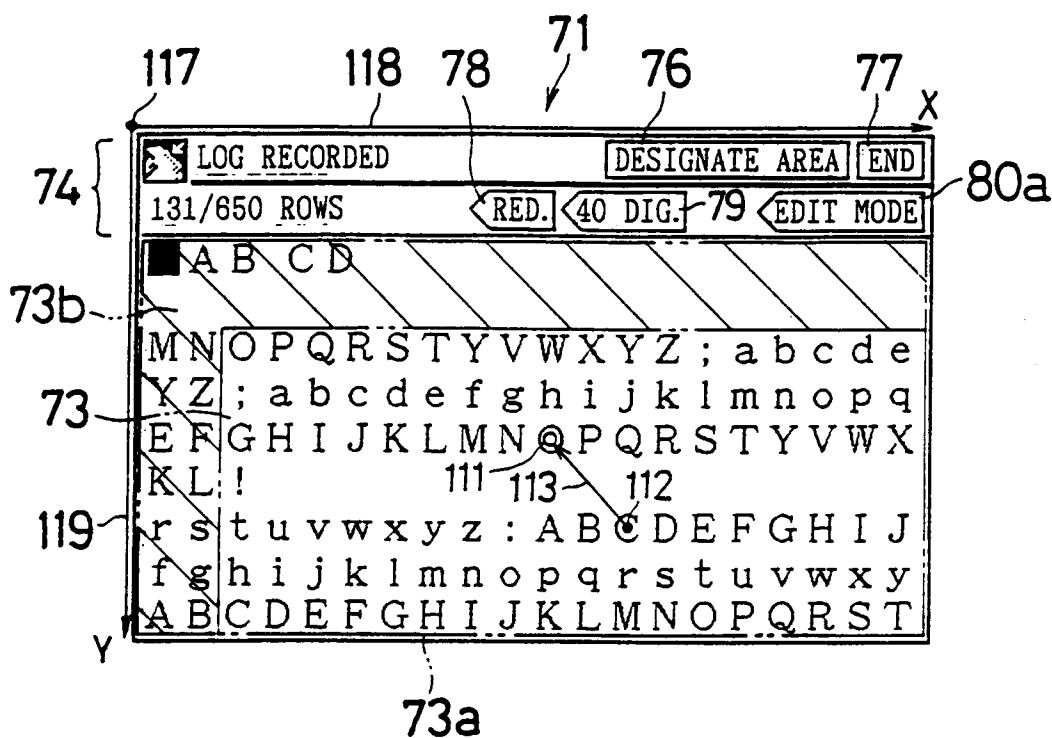 117 118 78 71 76 77
X
LOG RECORDED DESIGNATE AREA END
74 80a
131/650 ROWS RED. 40 DIG. 79 EDIT MODE
A B C D
73b
M N O P Q R S T Y V W X Y Z ; a b c d e
Y Z ; a b c d e f g h i j k l m n o p q
73
E F G H I J K L M N O P Q R S T Y V W X
111 113 112
K L !
119
r s t u v w x y z : A B C D E F G H I J
f g h i j k l m n o p q r s t u v w x y
A B C D E F G H I J K L M N O P Q R S T
Y
73a